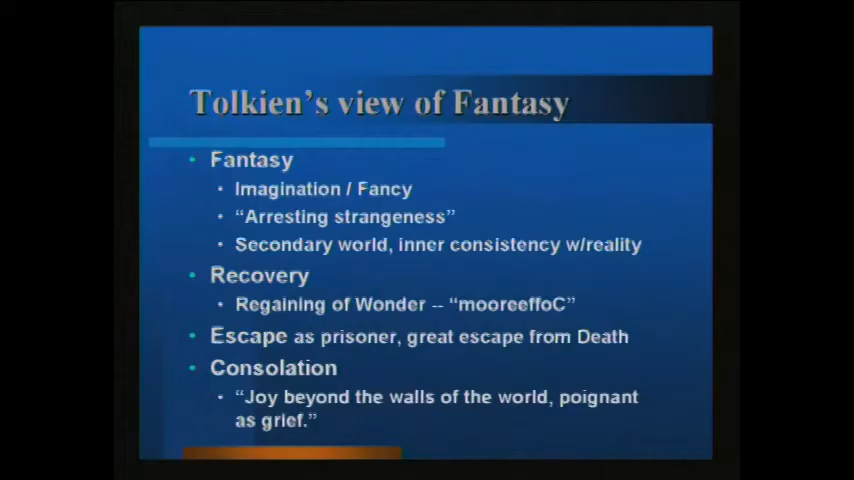 Tolkien's view of Fantasy
• Fantasy
• Imagination / Fancy
• “Arresting strangeness”
• Secondary world, inner consistency w/reality
• Recovery
• Regaining of Wonder -- “mooreeffoC”
• Escape as prisoner, great escape from Death
• Consolation
• “Joy beyond the walls of the world, poignant
as grief.”